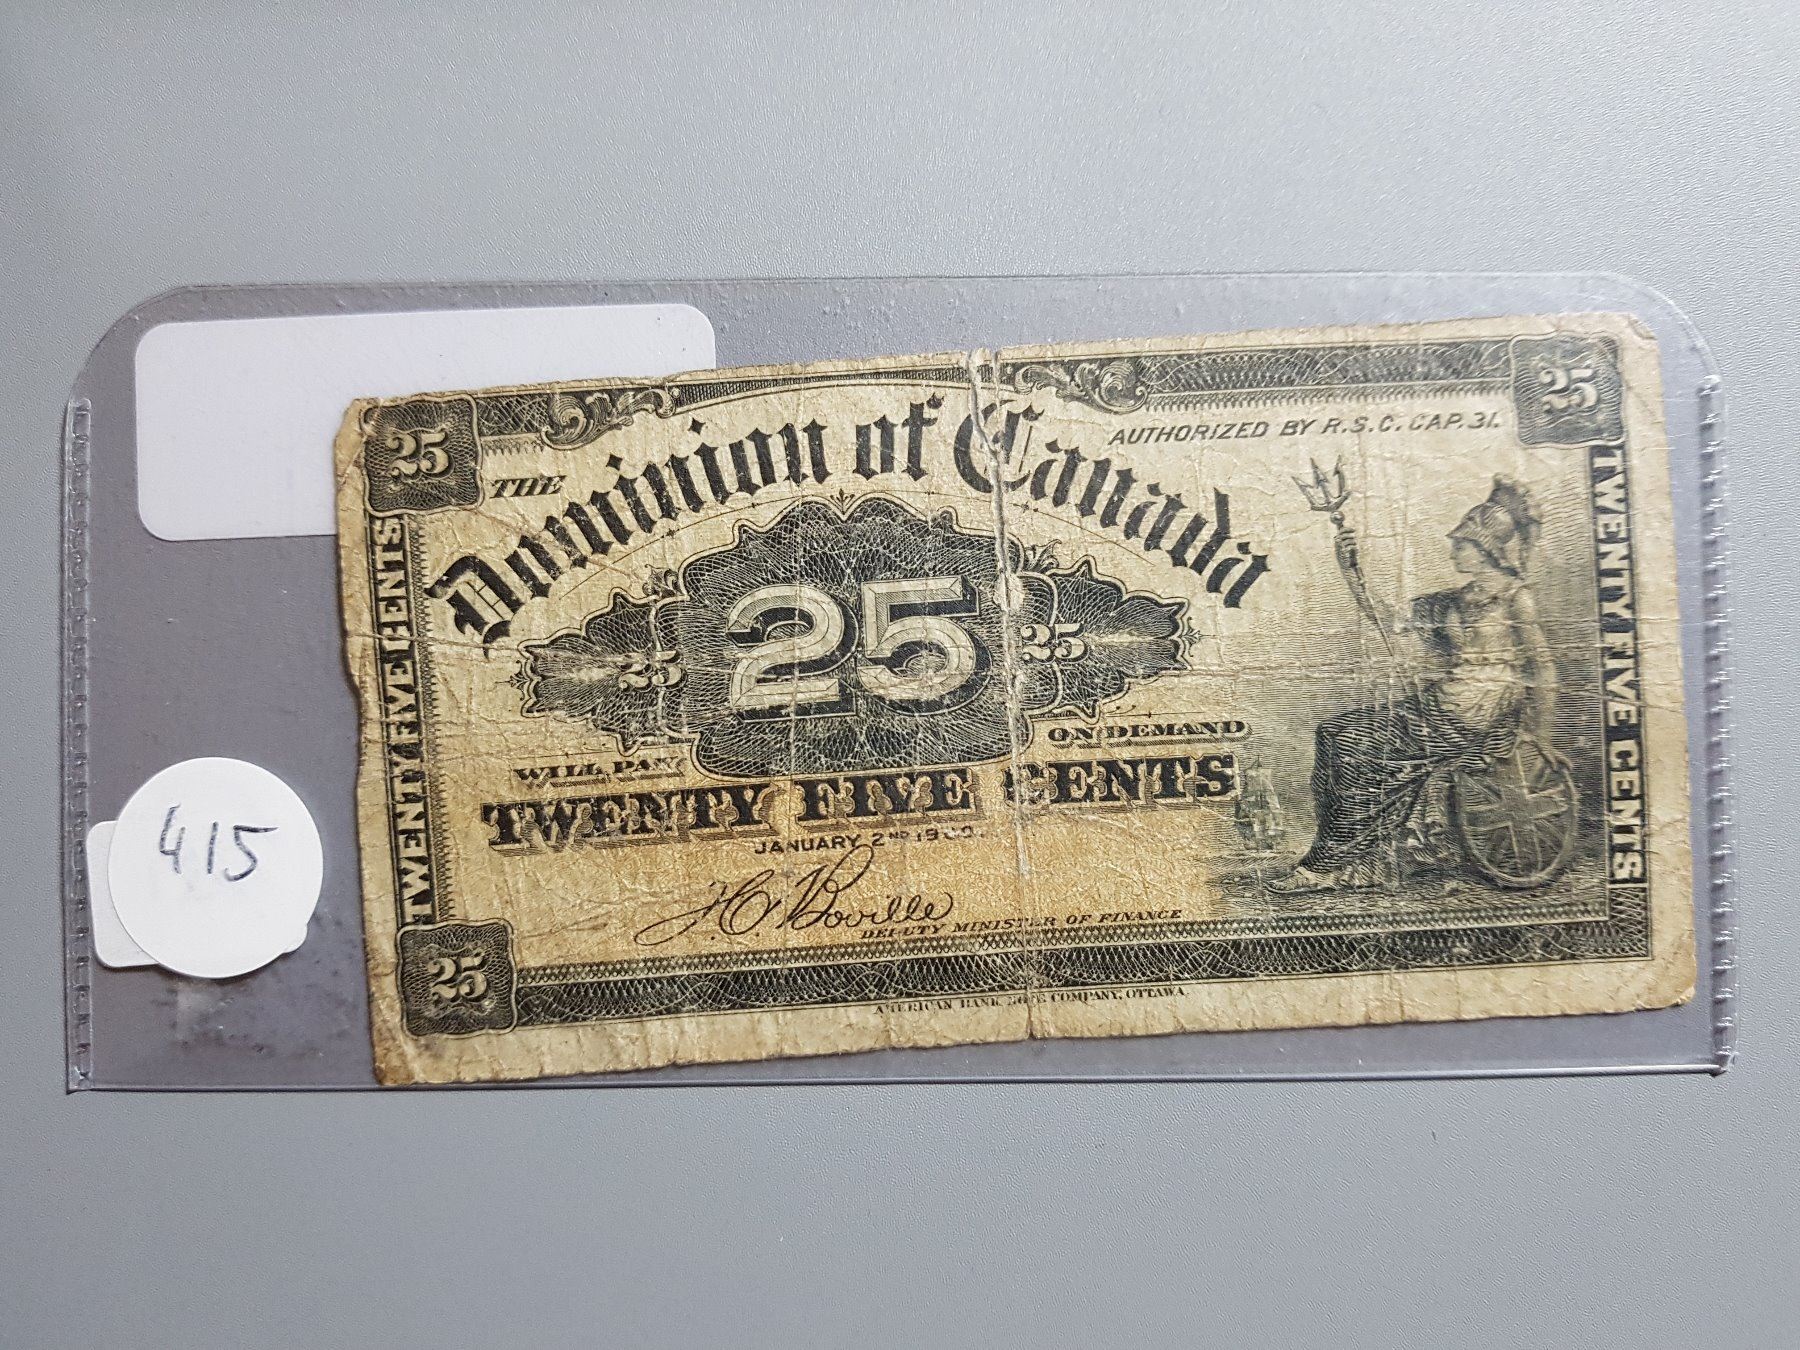 25
25
AUTHORIZED BY R.S.C. CAP. 31.
THE
Dominion of Canada
TWENTY FIVE CENTS
TWENTY FIVE CENTS
25
25
25
WILL PAY
ON DEMAND
TWENTY FIVE CENTS
JANUARY 2ND 1900.
J.C. Boville
DEPUTY MINISTER OF FINANCE
25
AMERICAN BANK NOTE COMPANY, OTTAWA.
415